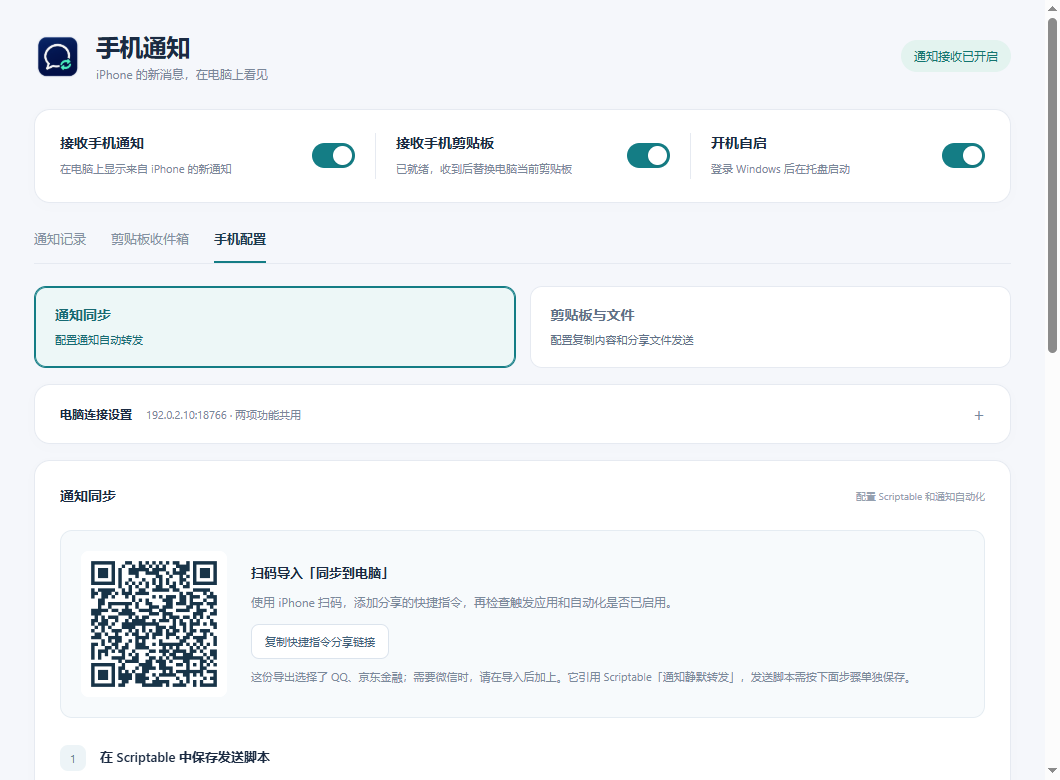 手机通知
iPhone 的新消息，在电脑上看见
通知接收已开启
接收手机通知
在电脑上显示来自 iPhone 的新通知
接收手机剪贴板
已就绪，收到后替换电脑当前剪贴板
开机自启
登录 Windows 后在托盘启动
通知记录
剪贴板收件箱
手机配置
通知同步
配置通知自动转发
剪贴板与文件
配置复制内容和分享文件发送
电脑连接设置 192.0.2.10:18766 · 两项功能共用 +
通知同步
配置 Scriptable 和通知自动化
扫码导入「同步到电脑」
使用 iPhone 扫码，添加分享的快捷指令，再检查触发应用和自动化是否已启用。
复制快捷指令分享链接
这份导出选择了 QQ、京东金融；需要微信时，请在导入后加上。它引用 Scriptable「通知静默转发」，发送脚本需按下面步骤单独保存。
1 在 Scriptable 中保存发送脚本